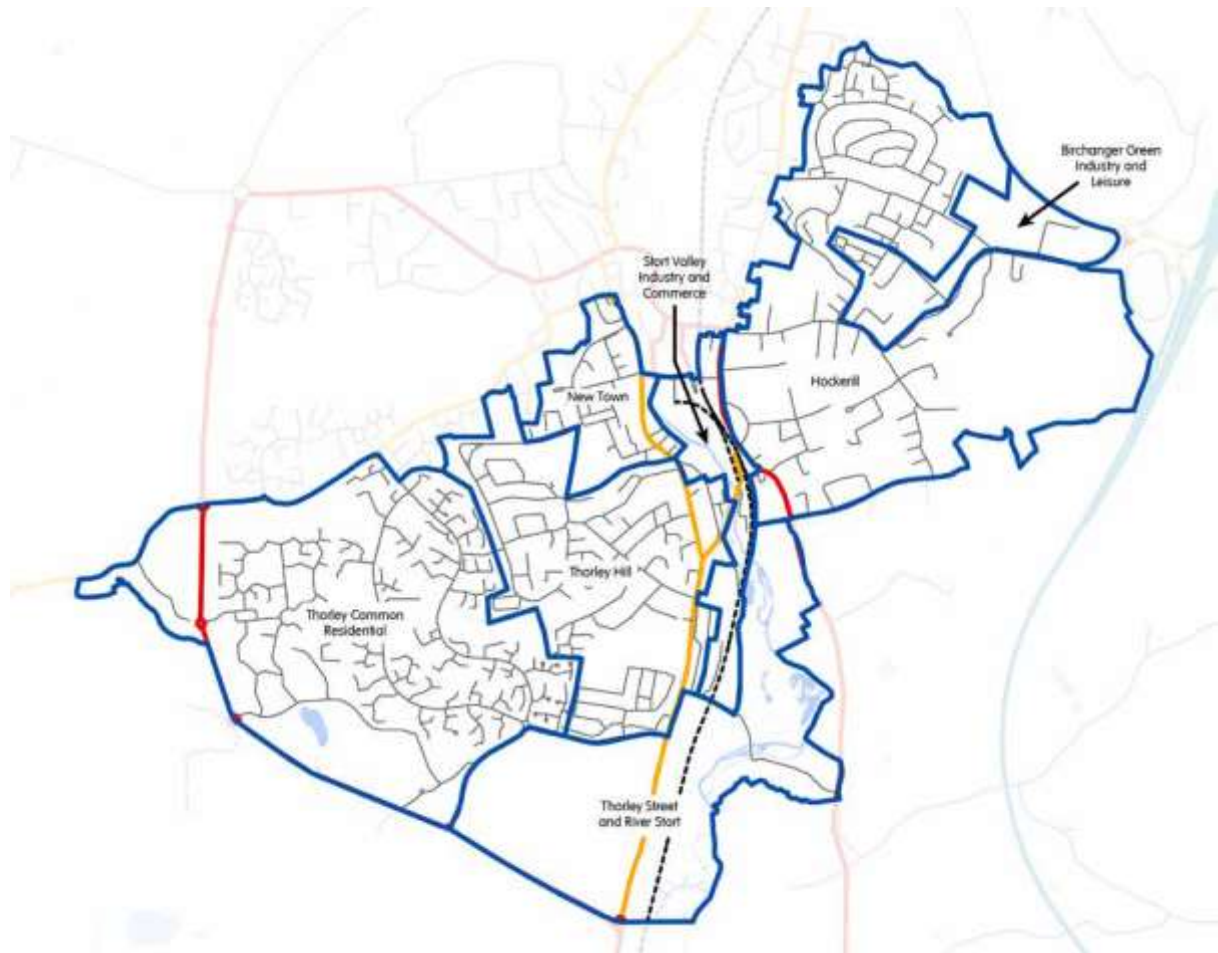 Birchanger Green
Industry and
Leisure
Stort Valley
Industry and
Commerce
Hockerill
New Town
Thorley Hill
Thorley Common
Residential
Thorley Street
and River Stort